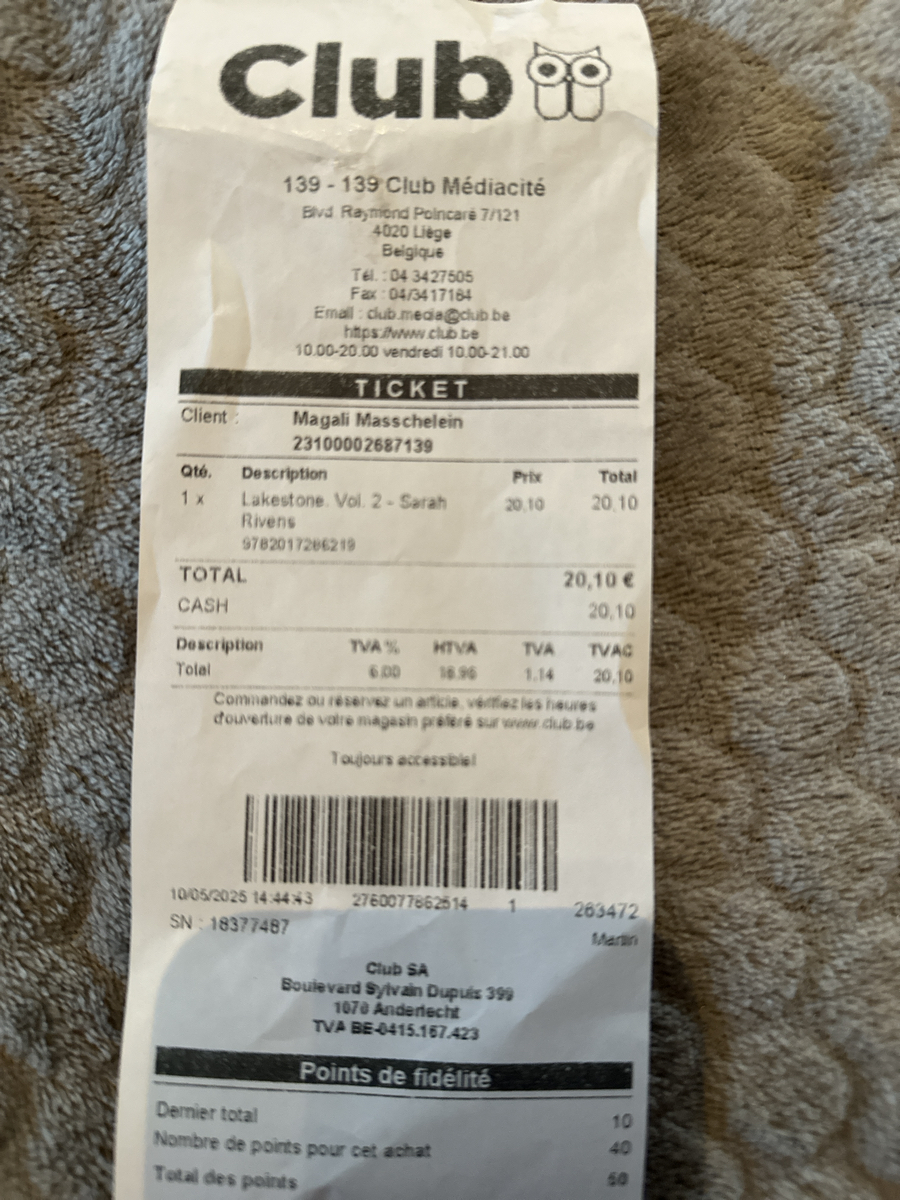 Club
139 - 139 Club Médiacité
Blvd. Raymond Poincaré 7/121
4020 Liège
Belgique
Tél. : 04 3427505
Fax : 04/3417164
Email : club.media@club.be
https://www.club.be
10.00-20.00 vendredi 10.00-21.00
TICKET
Client : Magali Masschelein
23100002687139
Qté. Description Prix Total
1 x Lakestone. Vol. 2 - Sarah 20,10 20,10
Rivens
9782017286219
TOTAL 20,10 €
CASH 20,10
Description TVA % HTVA TVA TVAC
Total 6,00 18,96 1,14 20,10
Commandez ou réservez un article, vérifiez les heures
d'ouverture de votre magasin préféré sur www.club.be
Toujours accessible!
10/05/2025 14:44:43 2760077862614 1 263472
SN : 18377487 Martin
Club SA
Boulevard Sylvain Dupuis 399
1070 Anderlecht
TVA BE-0415.167.423
Points de fidélité
Dernier total 10
Nombre de points pour cet achat 40
Total des points 50